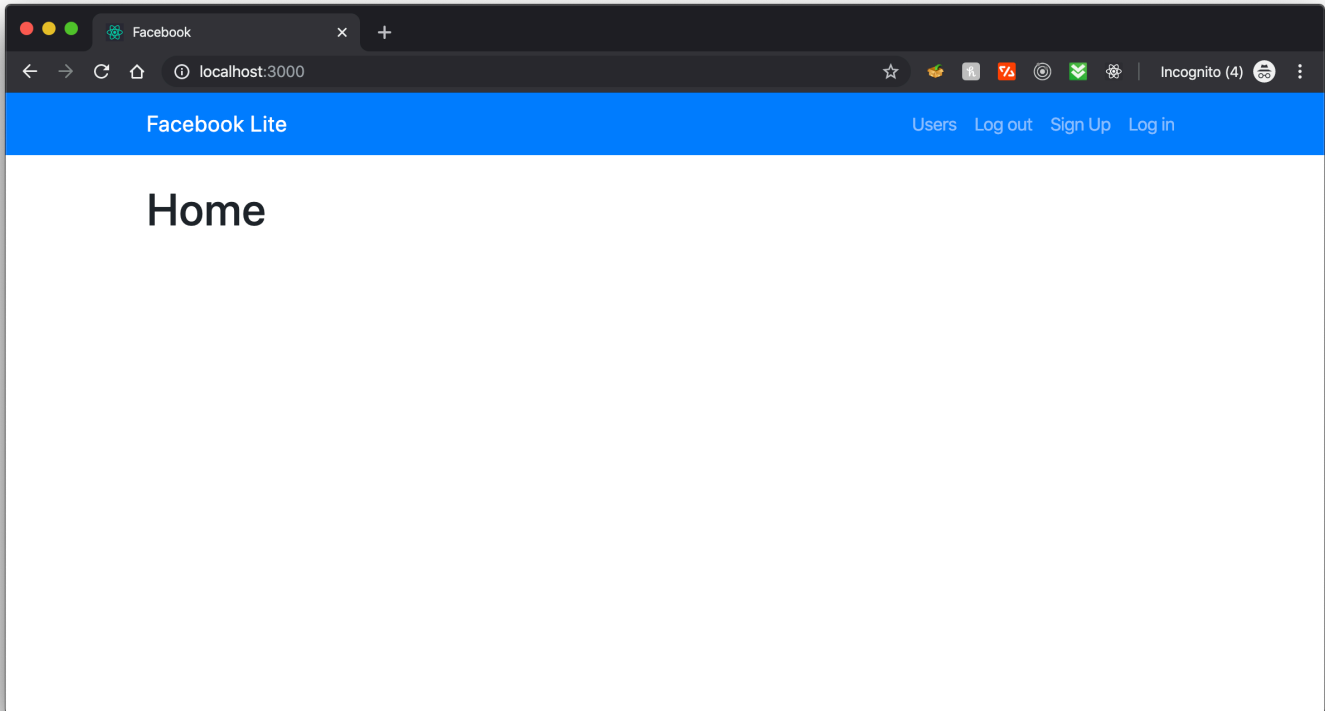 Facebook
localhost:3000
Incognito (4)
Facebook Lite
Users Log out Sign Up Log in
Home